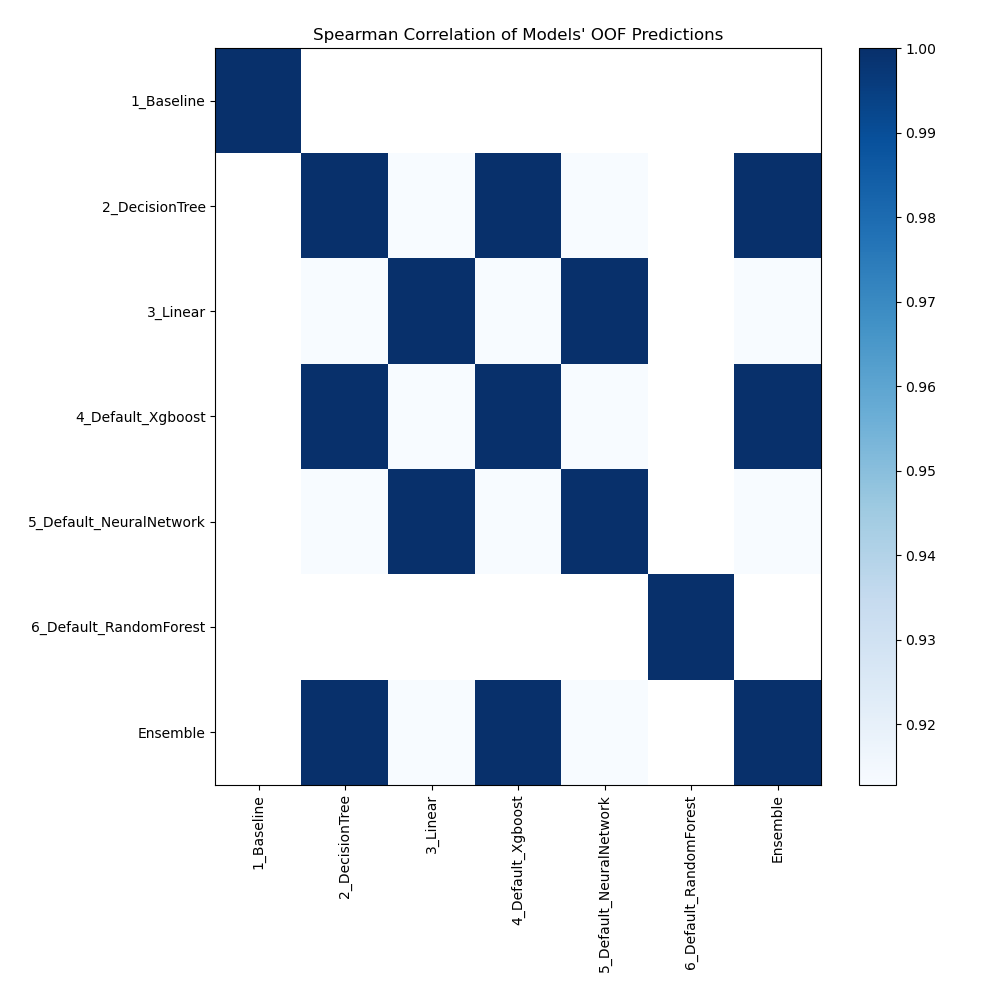 Spearman Correlation of Models' OOF Predictions
1_Baseline
2_DecisionTree
3_Linear
4_Default_Xgboost
5_Default_NeuralNetwork
6_Default_RandomForest
Ensemble
1_Baseline
2_DecisionTree
3_Linear
4_Default_Xgboost
5_Default_NeuralNetwork
6_Default_RandomForest
Ensemble
1.00
0.99
0.98
0.97
0.96
0.95
0.94
0.93
0.92